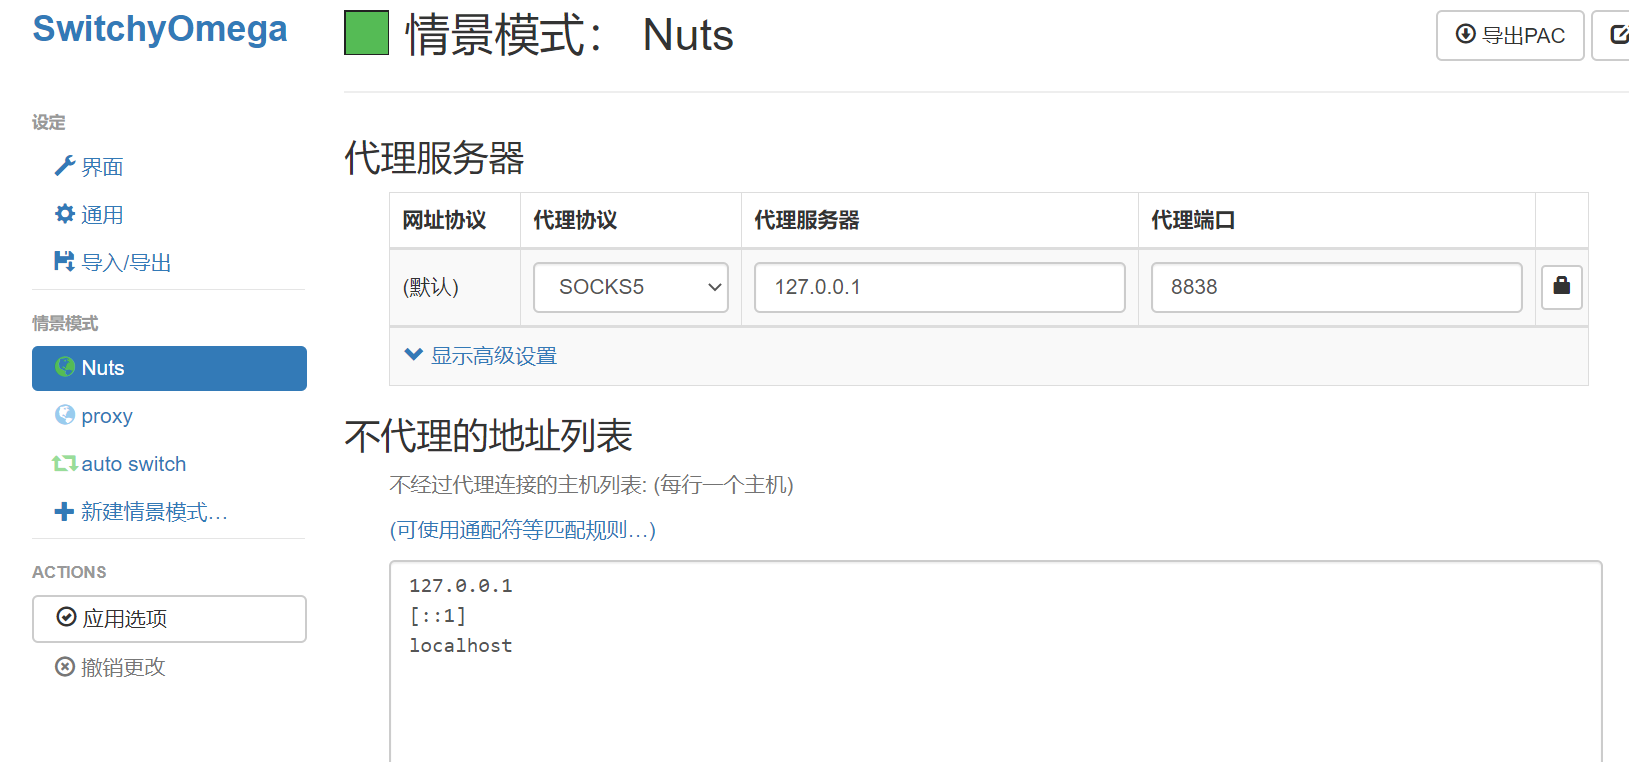 SwitchyOmega
设定
界面
通用
导入/导出
情景模式
Nuts
proxy
auto switch
新建情景模式…
ACTIONS
应用选项
撤销更改
情景模式： Nuts
导出PAC
代理服务器
网址协议 代理协议 代理服务器 代理端口
(默认) SOCKS5 127.0.0.1 8838
显示高级设置
不代理的地址列表
不经过代理连接的主机列表: (每行一个主机)
(可使用通配符等匹配规则…)
127.0.0.1
[::1]
localhost